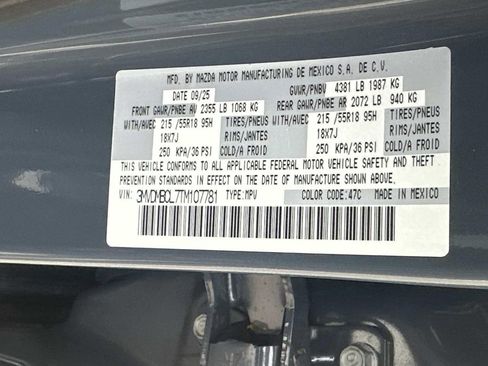 MFD. BY MAZDA MOTOR MANUFACTURING DE MEXICO S.A. DE C.V.
DATE 09/25 GVWR/PNBV 4381 LB 1987 KG
FRONT GAWR/PNBE AV 2355 LB 1068 KG REAR GAWR/PNBE AR 2072 LB 940 KG
WITH/AVEC 215/55R18 95H TIRES/PNEUS WITH/AVEC 215/55R18 95H TIRES/PNEUS
18X7J RIMS/JANTES 18X7J RIMS/JANTES
250 KPA/36 PSI COLD/A FROID 250 KPA/36 PSI COLD/A FROID
THIS VEHICLE CONFORMS TO ALL APPLICABLE FEDERAL MOTOR VEHICLE SAFETY AND THEFT
PREVENTION STANDARDS IN EFFECT ON THE DATE OF MANUFACTURE SHOWN ABOVE.
VIN: 3MVDMBCL7TM107781 TYPE: MPV COLOR CODE: 47C MADE IN MEXICO